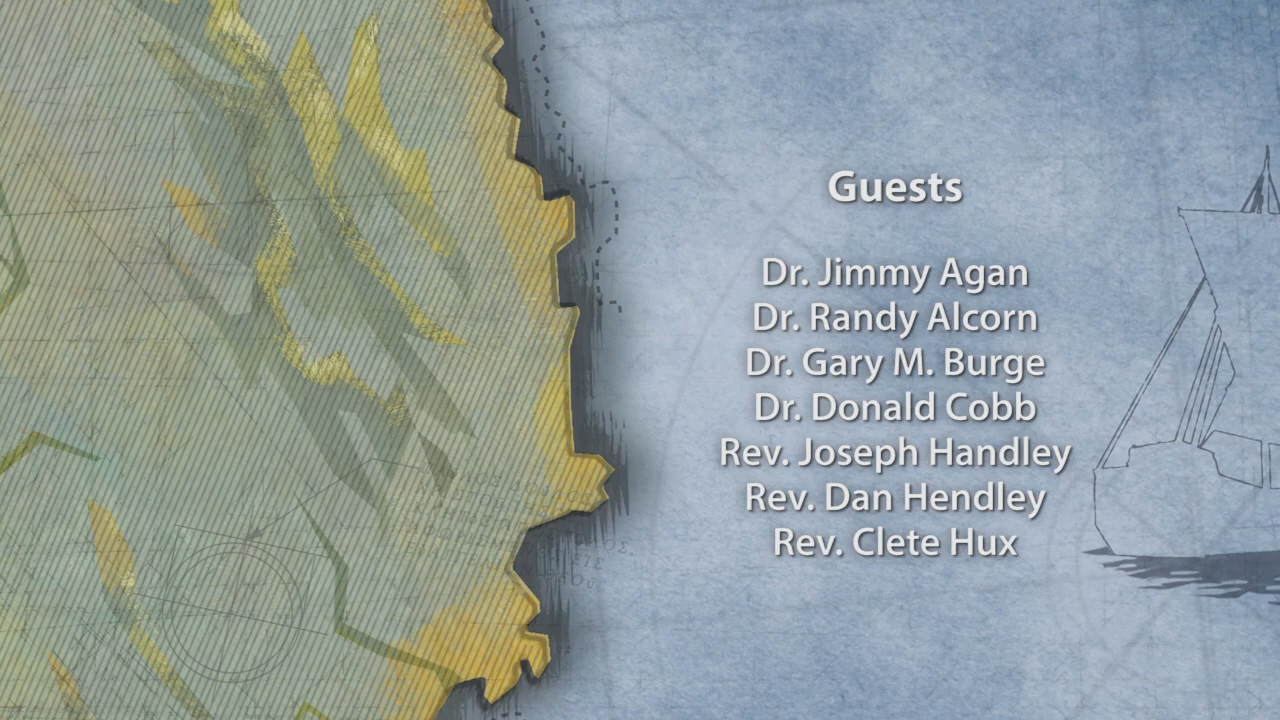 Guests
Dr. Jimmy Agan
Dr. Randy Alcorn
Dr. Gary M. Burge
Dr. Donald Cobb
Rev. Joseph Handley
Rev. Dan Hendley
Rev. Clete Hux